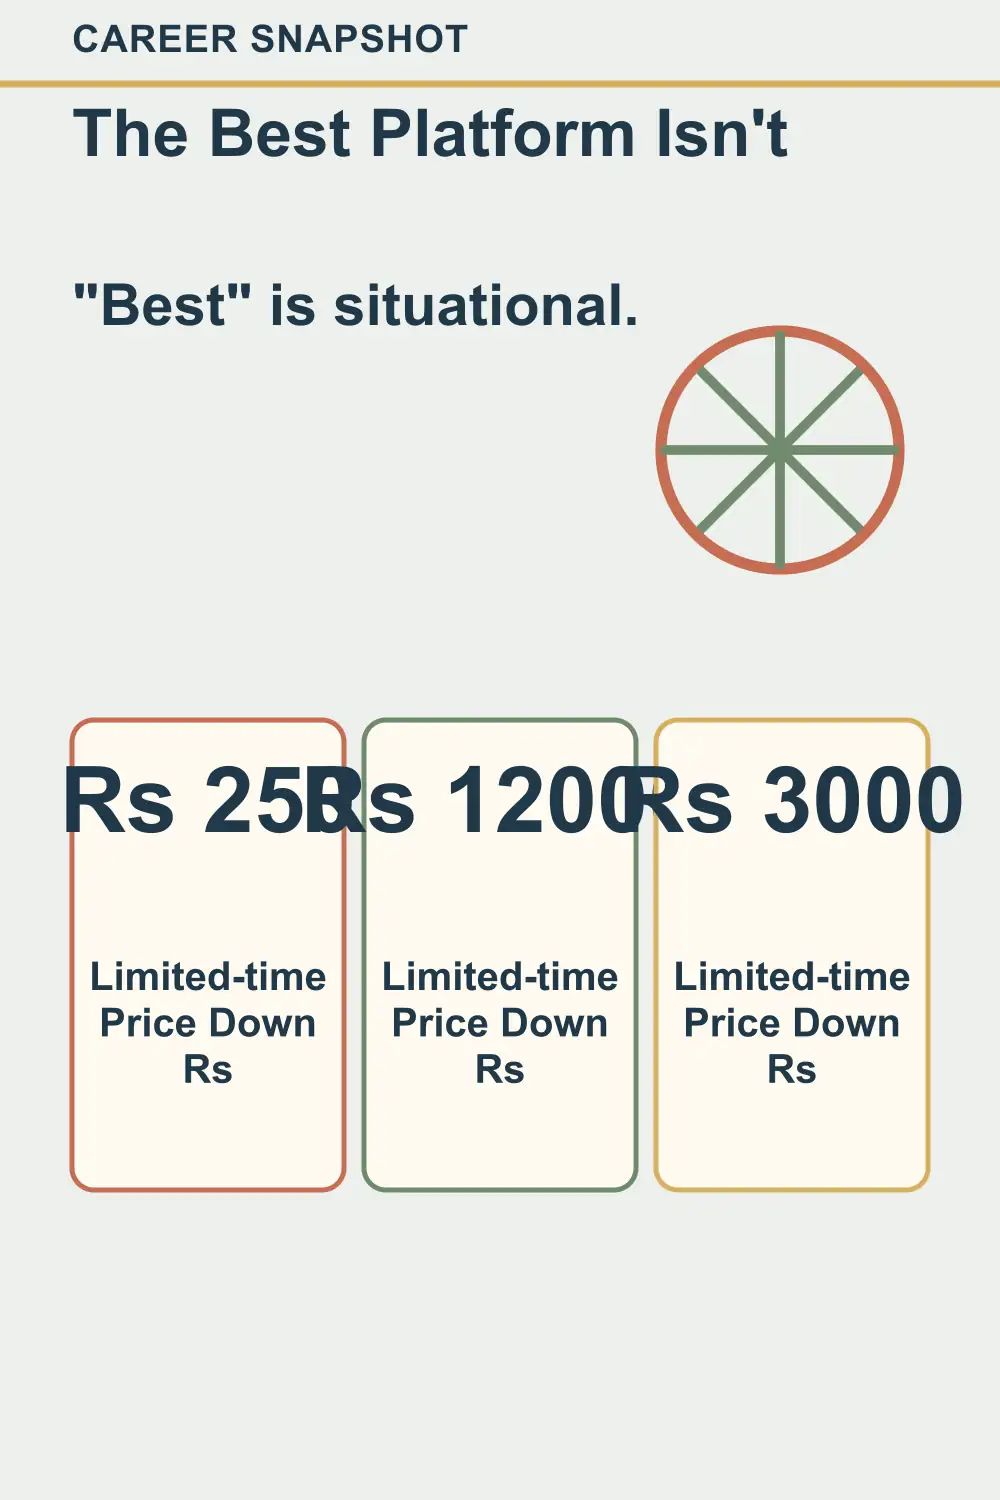 CAREER SNAPSHOT
The Best Platform Isn't
"Best" is situational.
Rs 250 Rs 1200 Rs 3000
Limited-time Limited-time Limited-time
Price Down Price Down Price Down
Rs Rs Rs